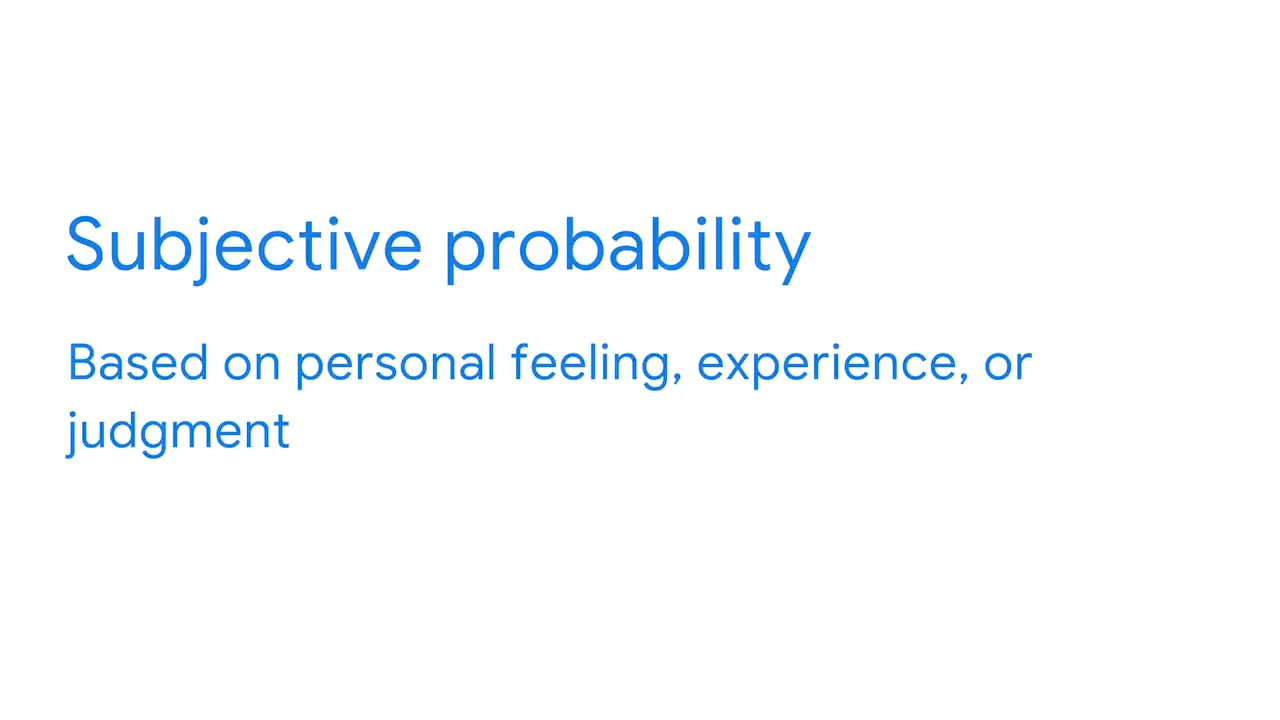 Subjective probability
Based on personal feeling, experience, or
judgment